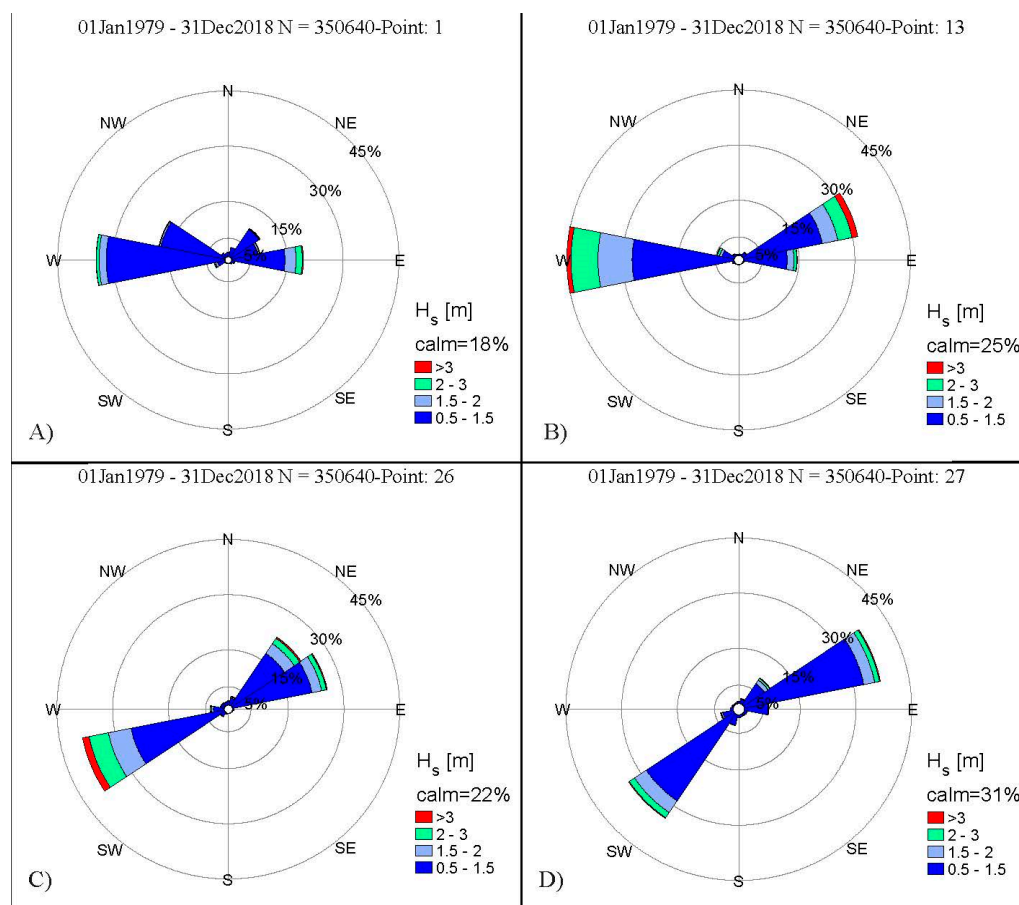 01Jan1979 - 31Dec2018 N = 350640-Point: 1
N
NW
NE
45%
30%
15%
5%
W
E
H_s [m]
calm=18%
>3
2 - 3
1.5 - 2
0.5 - 1.5
SW
SE
S
A)
01Jan1979 - 31Dec2018 N = 350640-Point: 13
N
NW
NE
45%
30%
15%
5%
W
E
H_s [m]
calm=25%
>3
2 - 3
1.5 - 2
0.5 - 1.5
SW
SE
S
B)
01Jan1979 - 31Dec2018 N = 350640-Point: 26
N
NW
NE
45%
30%
15%
5%
W
E
H_s [m]
calm=22%
>3
2 - 3
1.5 - 2
0.5 - 1.5
SW
SE
S
C)
01Jan1979 - 31Dec2018 N = 350640-Point: 27
N
NW
NE
45%
30%
15%
5%
W
E
H_s [m]
calm=31%
>3
2 - 3
1.5 - 2
0.5 - 1.5
SW
SE
S
D)